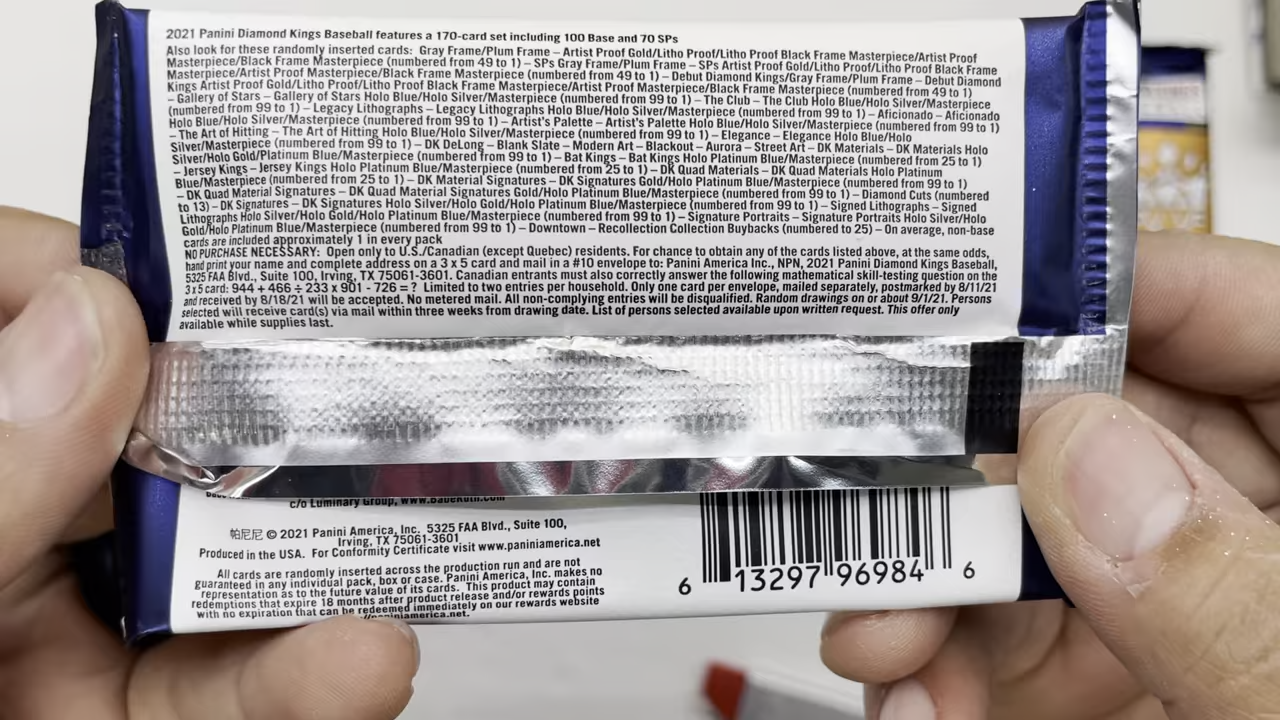 2021 Panini Diamond Kings Baseball features a 170-card set including 100 Base and 70 SPs
Also look for these randomly inserted cards: Gray Frame/Plum Frame – Artist Proof Gold/Litho Proof/Litho Proof Black Frame Masterpiece/Artist Proof
Masterpiece/Black Frame Masterpiece (numbered from 49 to 1) – SPs Gray Frame/Plum Frame – SPs Artist Proof Gold/Litho Proof/Litho Proof Black Frame
Masterpiece/Artist Proof Masterpiece/Black Frame Masterpiece (numbered from 49 to 1) – Debut Diamond Kings/Gray Frame/Plum Frame – Debut Diamond
Kings Artist Proof Gold/Litho Proof/Litho Proof Black Frame Masterpiece/Artist Proof Masterpiece/Black Frame Masterpiece (numbered from 49 to 1)
– Gallery of Stars – Gallery of Stars Holo Blue/Holo Silver/Masterpiece (numbered from 99 to 1) – The Club – The Club Holo Blue/Holo Silver/Masterpiece
(numbered from 99 to 1) – Legacy Lithographs – Legacy Lithographs Holo Blue/Holo Silver/Masterpiece (numbered from 99 to 1) – Aficionado – Aficionado
Holo Blue/Holo Silver/Masterpiece (numbered from 99 to 1) – Artist's Palette – Artist's Palette Holo Blue/Holo Silver/Masterpiece (numbered from 99 to 1)
– The Art of Hitting – The Art of Hitting Holo Blue/Holo Silver/Masterpiece (numbered from 99 to 1) – Elegance – Elegance Holo Blue/Holo
Silver/Masterpiece (numbered from 99 to 1) – DK DeLong – Blank Slate – Modern Art – Blackout – Aurora – Street Art – DK Materials – DK Materials Holo
Silver/Holo Gold/Platinum Blue/Masterpiece (numbered from 99 to 1) – Bat Kings – Bat Kings Holo Platinum Blue/Masterpiece (numbered from 25 to 1)
– Jersey Kings – Jersey Kings Holo Platinum Blue/Masterpiece (numbered from 25 to 1) – DK Quad Materials – DK Quad Materials Holo Platinum
Blue/Masterpiece (numbered from 25 to 1) – DK Material Signatures – DK Signatures Gold/Holo Platinum Blue/Masterpiece (numbered from 99 to 1)
– DK Quad Material Signatures – DK Quad Material Signatures Gold/Holo Platinum Blue/Masterpiece (numbered from 99 to 1) – Diamond Cuts (numbered
to 13) – DK Signatures – DK Signatures Holo Silver/Holo Gold/Holo Platinum Blue/Masterpiece (numbered from 99 to 1) – Signed Lithographs – Signed
Lithographs Holo Silver/Holo Gold/Holo Platinum Blue/Masterpiece (numbered from 99 to 1) – Signature Portraits – Signature Portraits Holo Silver/Holo
Gold/Holo Platinum Blue/Masterpiece (numbered from 99 to 1) – Downtown – Recollection Collection Buybacks (numbered to 25) – On average, non-base
cards are included approximately 1 in every pack
NO PURCHASE NECESSARY: Open only to U.S./Canadian (except Quebec) residents. For chance to obtain any of the cards listed above, at the same odds,
hand print your name and complete address on a 3 x 5 card and mail in a #10 envelope to: Panini America Inc., NPN, 2021 Panini Diamond Kings Baseball,
5325 FAA Blvd., Suite 100, Irving, TX 75061-3601. Canadian entrants must also correctly answer the following mathematical skill-testing question on the
3 x 5 card: 944 + 466 ÷ 233 x 901 - 726 = ? Limited to two entries per household. Only one card per envelope, mailed separately, postmarked by 8/11/21
and received by 8/18/21 will be accepted. No metered mail. All non-complying entries will be disqualified. Random drawings on or about 9/1/21. Persons
selected will receive card(s) via mail within three weeks from drawing date. List of persons selected available upon written request. This offer only
available while supplies last.
c/o Luminary Group, www.BabeRuth.com
帕尼尼 © 2021 Panini America, Inc. 5325 FAA Blvd., Suite 100,
Irving, TX 75061-3601
Produced in the USA. For Conformity Certificate visit www.paniniamerica.net
All cards are randomly inserted across the production run and are not
guaranteed in any individual pack, box or case. Panini America, Inc. makes no
representation as to the future value of its cards. This product may contain
redemptions that expire 18 months after product release and/or rewards points
with no expiration that can be redeemed immediately on our rewards website
//paniniamerica.net.
6 13297 96984 6